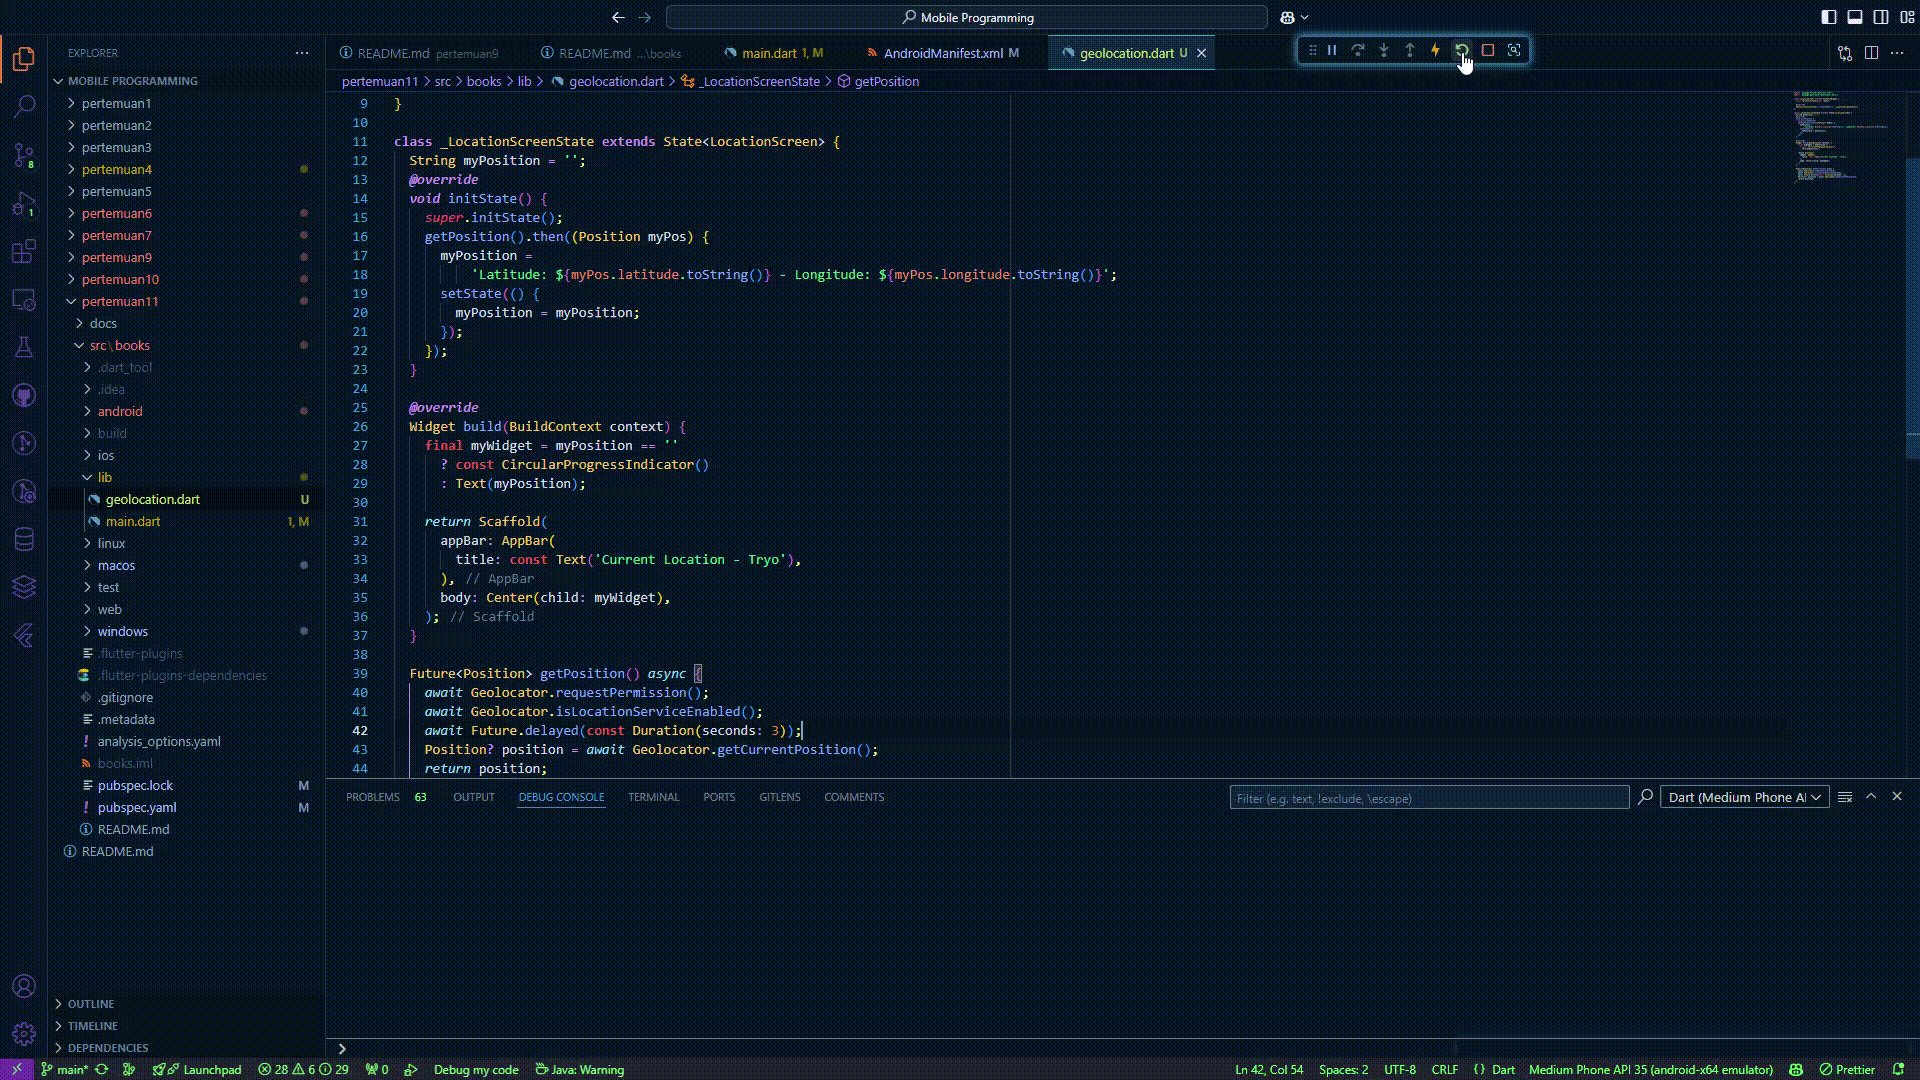 Mobile Programming
EXPLORER
MOBILE PROGRAMMING
pertemuan1
pertemuan2
pertemuan3
pertemuan4
pertemuan5
pertemuan6
pertemuan7
pertemuan9
pertemuan10
pertemuan11
docs
src\books
.dart_tool
.idea
android
build
ios
lib
geolocation.dart U
main.dart 1, M
linux
macos
test
web
windows
.flutter-plugins
.flutter-plugins-dependencies
.gitignore
.metadata
analysis_options.yaml
books.iml
pubspec.lock M
pubspec.yaml M
README.md
README.md
OUTLINE
TIMELINE
DEPENDENCIES
8
1
README.md pertemuan9
README.md ...\books
main.dart 1, M
AndroidManifest.xml M
geolocation.dart U
pertemuan11 > src > books > lib > geolocation.dart > _LocationScreenState > getPosition
9 }
10
11 class _LocationScreenState extends State<LocationScreen> {
12 String myPosition = '';
13 @override
14 void initState() {
15 super.initState();
16 getPosition().then((Position myPos) {
17 myPosition =
18 'Latitude: ${myPos.latitude.toString()} - Longitude: ${myPos.longitude.toString()}';
19 setState(() {
20 myPosition = myPosition;
21 });
22 });
23 }
24
25 @override
26 Widget build(BuildContext context) {
27 final myWidget = myPosition == ''
28 ? const CircularProgressIndicator()
29 : Text(myPosition);
30
31 return Scaffold(
32 appBar: AppBar(
33 title: const Text('Current Location - Tryo'),
34 ), // AppBar
35 body: Center(child: myWidget),
36 ); // Scaffold
37 }
38
39 Future<Position> getPosition() async {
40 await Geolocator.requestPermission();
41 await Geolocator.isLocationServiceEnabled();
42 await Future.delayed(const Duration(seconds: 3));
43 Position? position = await Geolocator.getCurrentPosition();
44 return position;
PROBLEMS 63 OUTPUT DEBUG CONSOLE TERMINAL PORTS GITLENS COMMENTS
Filter (e.g. text, !exclude, \escape)
Dart (Medium Phone AI
main* Launchpad 28 6 29 0 Debug my code Java: Warning
Ln 42, Col 54 Spaces: 2 UTF-8 CRLF {} Dart Medium Phone API 35 (android-x64 emulator) Prettier